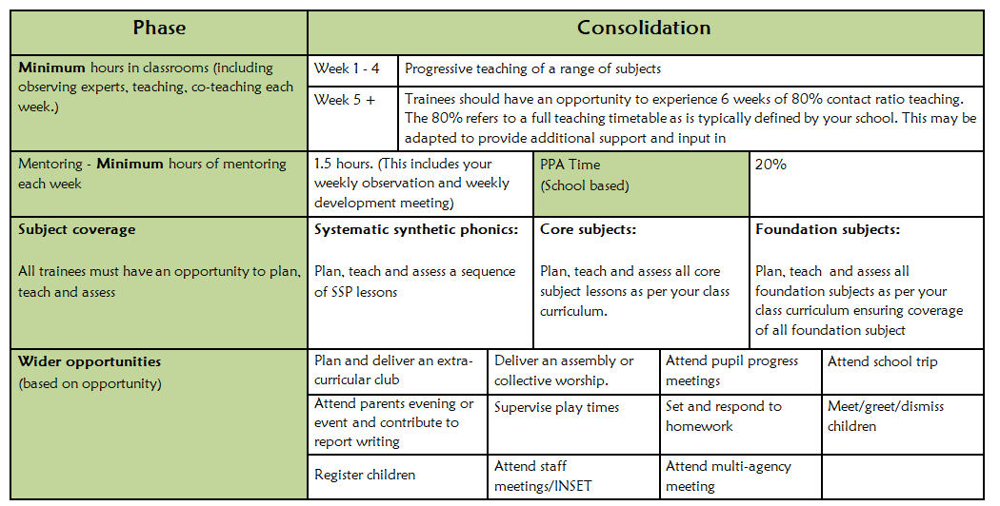 Phase
Consolidation
Minimum hours in classrooms (including
observing experts, teaching, co-teaching each
week.)
Week 1 - 4
Progressive teaching of a range of subjects
Week 5 +
Trainees should have an opportunity to experience 6 weeks of 80% contact ratio teaching.
The 80% refers to a full teaching timetable as is typically defined by your school. This may be
adapted to provide additional support and input in
Mentoring - Minimum hours of mentoring
each week
1.5 hours. (This includes your
weekly observation and weekly
development meeting)
PPA Time
(School based)
20%
Subject coverage
All trainees must have an opportunity to plan,
teach and assess
Systematic synthetic phonics:
Plan, teach and assess a sequence
of SSP lessons
Core subjects:
Plan, teach and assess all core
subject lessons as per your class
curriculum.
Foundation subjects:
Plan, teach and assess all
foundation subjects as per your
class curriculum ensuring coverage
of all foundation subject
Wider opportunities
(based on opportunity)
Plan and deliver an extra-
curricular club
Deliver an assembly or
collective worship.
Attend pupil progress
meetings
Attend school trip
Attend parents evening or
event and contribute to
report writing
Supervise play times
Set and respond to
homework
Meet/greet/dismiss
children
Register children
Attend staff
meetings/INSET
Attend multi-agency
meeting